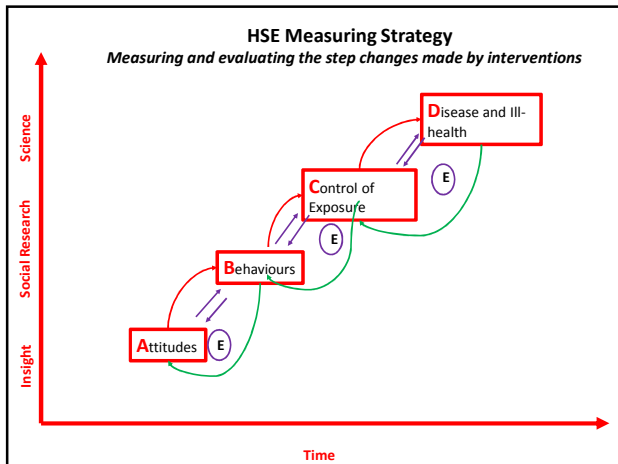 HSE Measuring Strategy
Measuring and evaluating the step changes made by interventions
Science
Social Research
Insight
Disease and Ill-
health
E
Control of
Exposure
E
Behaviours
E
Attitudes
Time